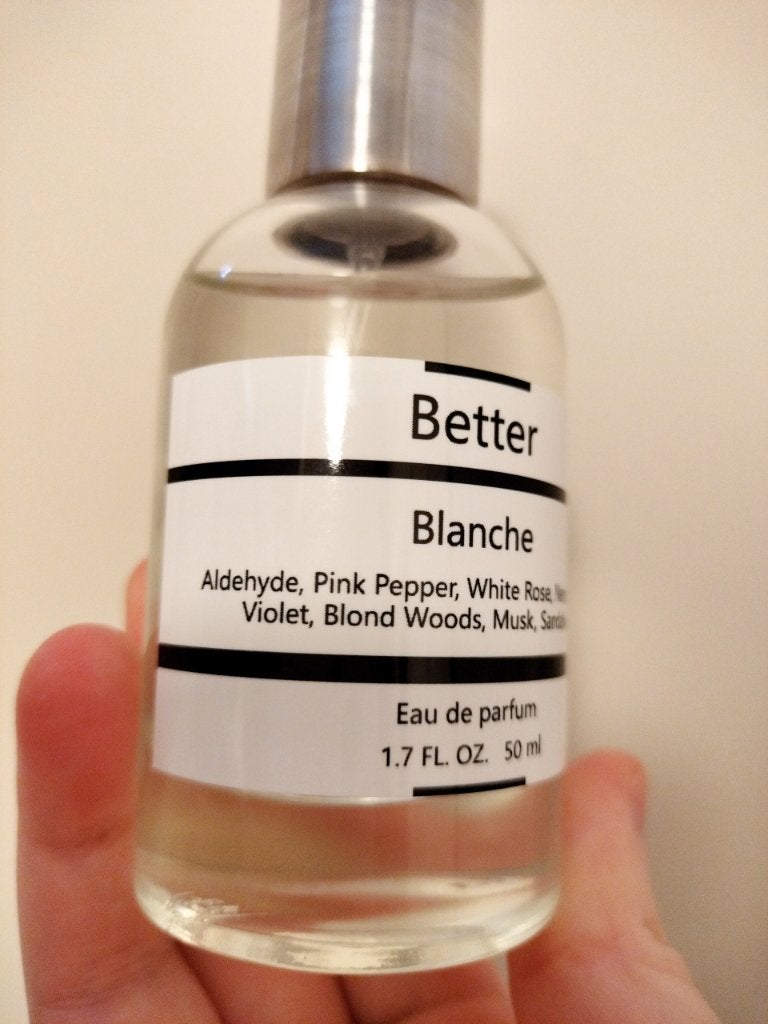 Better
Blanche
Aldehyde, Pink Pepper, White Rose,
Violet, Blond Woods, Musk,
Eau de parfum
1.7 FL. OZ. 50 ml